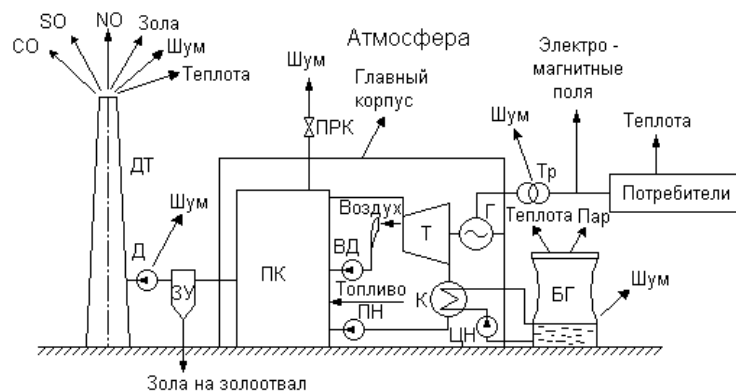 SO
NO
Зола
CO
Шум
Теплота
Атмосфера
Шум
Главный
корпус
Электро -
магнитные
поля
ПРК
Шум
Теплота
ДТ
Тр
Потребители
Шум
Воздух
Т
Г
Теплота
Пар
Д
ВД
ПК
ЗУ
Топливо
ПН
К
ЦН
БГ
Шум
Зола на золоотвал